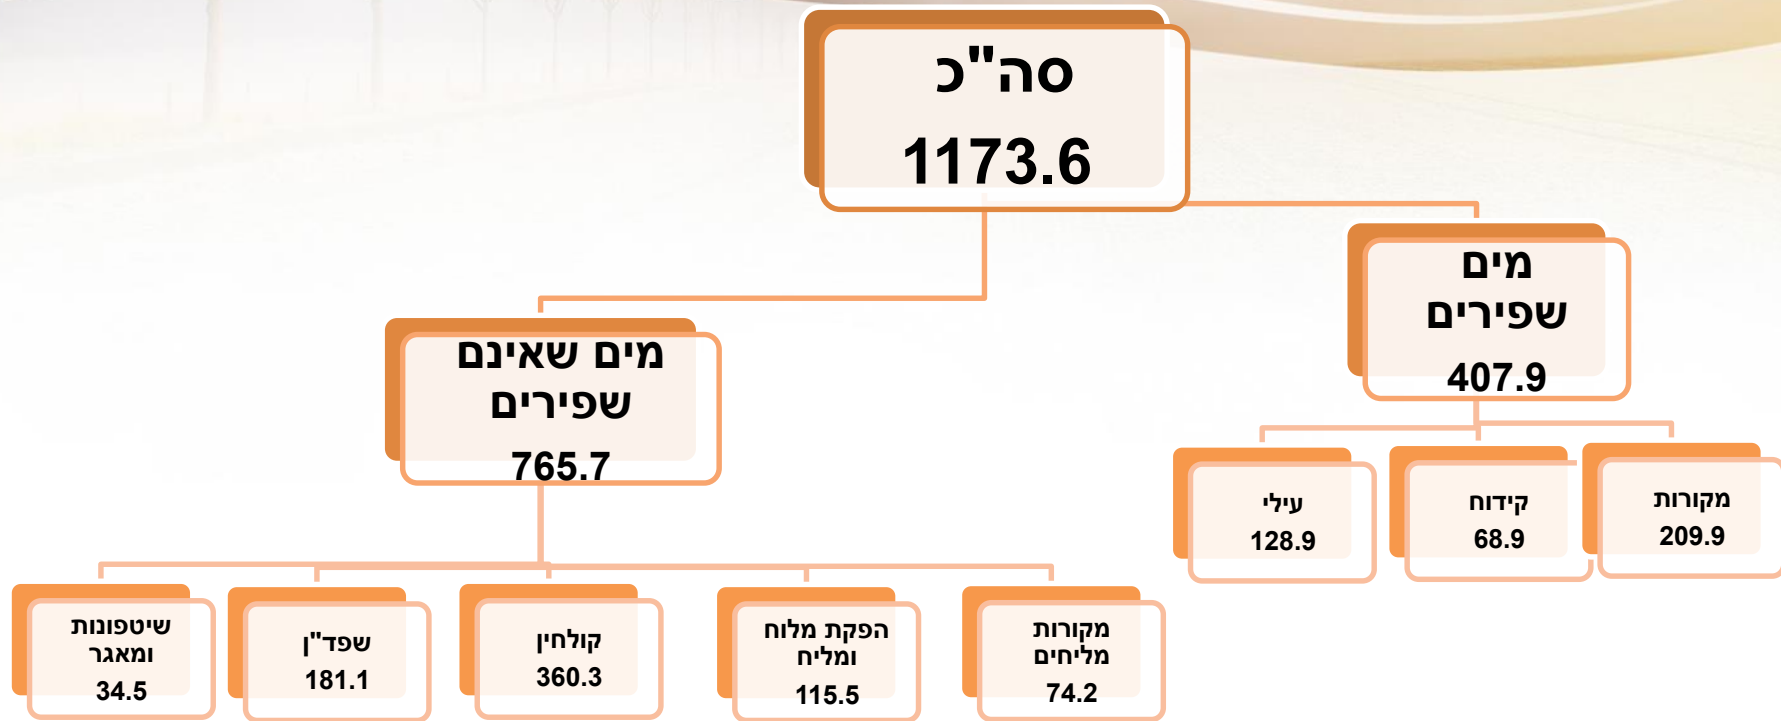 סה"כ
1173.6
מים
שפירים
407.9
מקורות
209.9
קידוח
68.9
עילי
128.9
מים שאינם
שפירים
765.7
מקורות
מליחים
74.2
הפקת מלוח
ומליח
115.5
קולחין
360.3
שפד"ן
181.1
שיטפונות
ומאגר
34.5